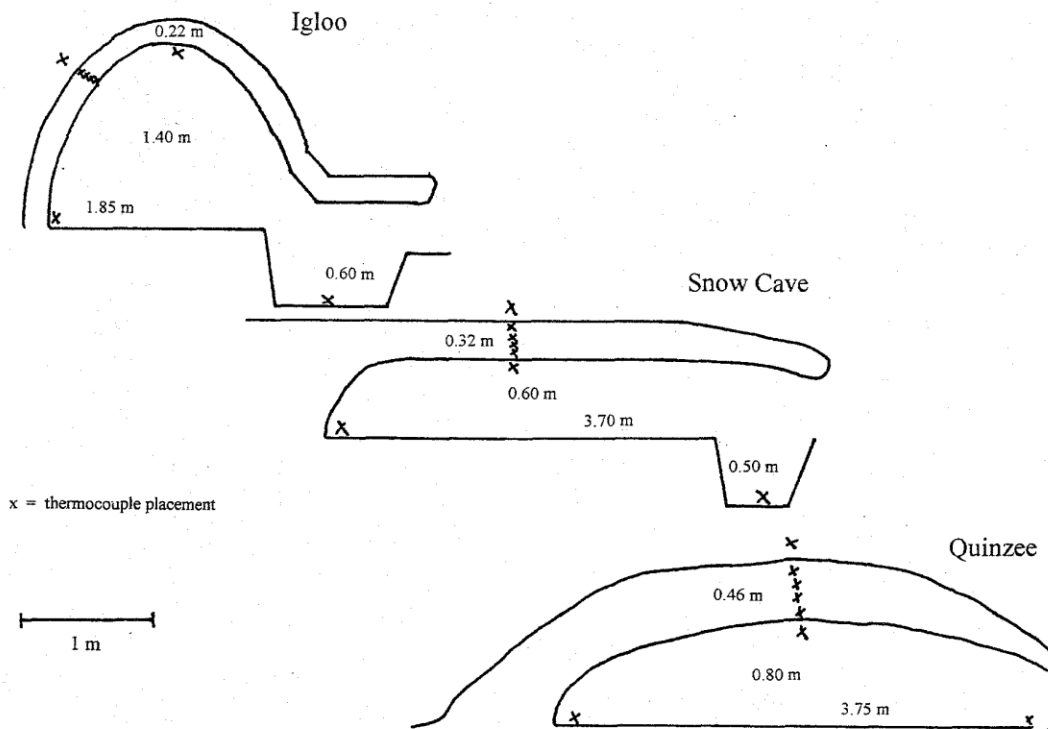 Igloo
0.22 m
1.40 m
1.85 m
0.60 m
Snow Cave
0.32 m
0.60 m
3.70 m
0.50 m
x = thermocouple placement
Quinzee
0.46 m
1 m
0.80 m
3.75 m